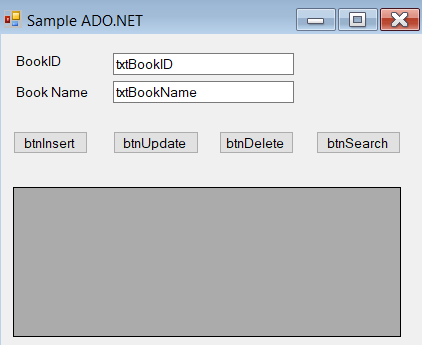 Sample ADO.NET
BookID txtBookID
Book Name txtBookName
btnInsert btnUpdate btnDelete btnSearch